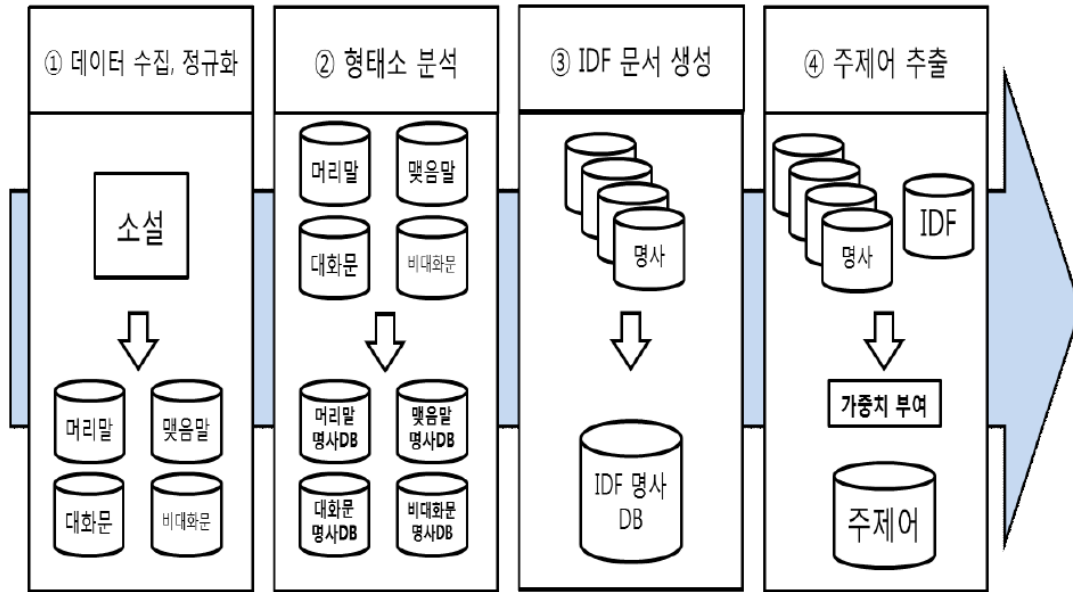 ① 데이터 수집, 정규화
소설
머리말
맺음말
대화문
비대화문
② 형태소 분석
머리말
맺음말
대화문
비대화문
머리말
명사DB
맺음말
명사DB
대화문
명사DB
비대화문
명사DB
③ IDF 문서 생성
명사
IDF 명사
DB
④ 주제어 추출
명사
IDF
가중치 부여
주제어